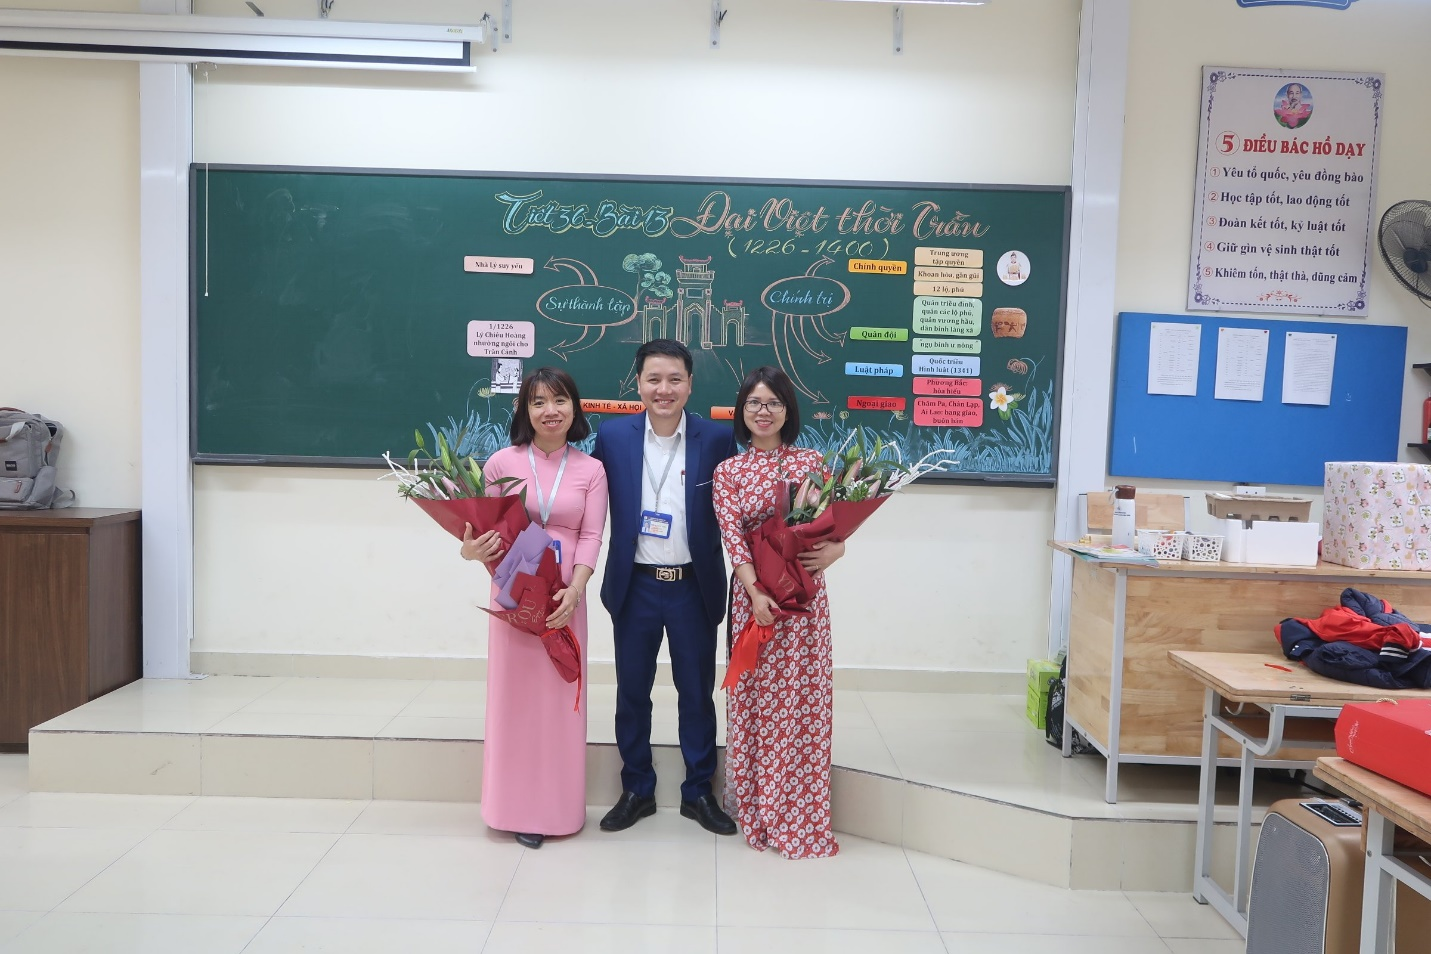 Tiết 36_Bài 13 Đại Việt thời Trần
(1226 - 1400)
Nhà Lý suy yếu
Sự thành lập
1/1226
Lý Chiêu Hoàng
nhường ngôi cho
Trần Cảnh
Chính trị
Chính quyền
Trung ương
tập quyền
Khoan hòa, gần gũi
12 lộ, phủ
Quân đội
Quân triều đình,
quân các lộ phủ,
quân vương hầu,
dân binh làng xã
ngụ binh ư nông
Luật pháp
Quốc triều
Hình luật (1341)
Ngoại giao
Phương Bắc:
hòa hiếu
Chăm Pa, Chân Lạp,
Ai Lao: bang giao,
buôn bán
KINH TẾ - XÃ HỘI
5 ĐIỀU BÁC HỒ DẠY
1 Yêu tổ quốc, yêu đồng bào
2 Học tập tốt, lao động tốt
3 Đoàn kết tốt, kỷ luật tốt
4 Giữ gìn vệ sinh thật tốt
5 Khiêm tốn, thật thà, dũng cảm